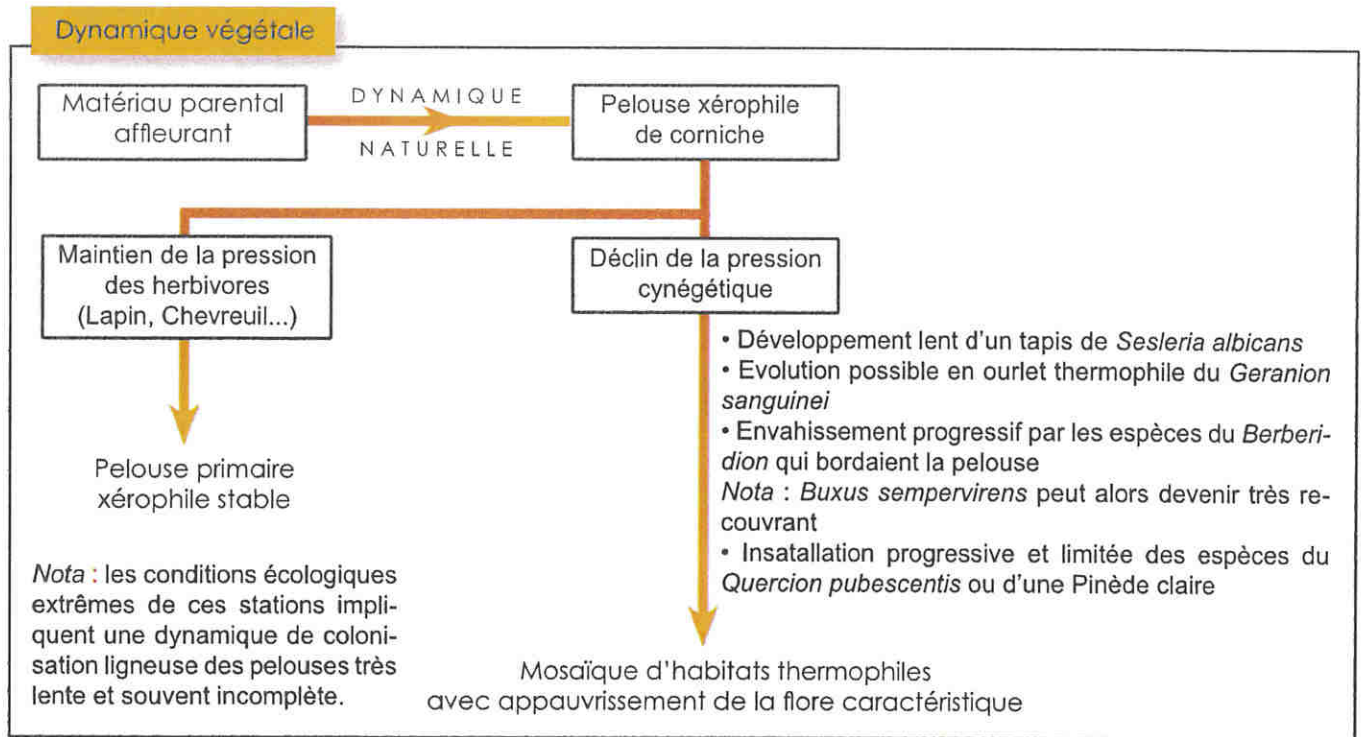 Dynamique végétale
Matériau parental
affleurant
DYNAMIQUE
NATURELLE
Pelouse xérophile
de corniche
Maintien de la pression
des herbivores
(Lapin, Chevreuil...)
Déclin de la pression
cynégétique
• Développement lent d'un tapis de Sesleria albicans
• Evolution possible en ourlet thermophile du Geranion
sanguinei
• Envahissement progressif par les espèces du Berberi-
dion qui bordaient la pelouse
Nota : Buxus sempervirens peut alors devenir très re-
couvrant
• Insatallation progressive et limitée des espèces du
Quercion pubescentis ou d'une Pinède claire
Pelouse primaire
xérophile stable
Nota : les conditions écologiques
extrêmes de ces stations impli-
quent une dynamique de coloni-
sation ligneuse des pelouses très
lente et souvent incomplète.
Mosaïque d'habitats thermophiles
avec appauvrissement de la flore caractéristique